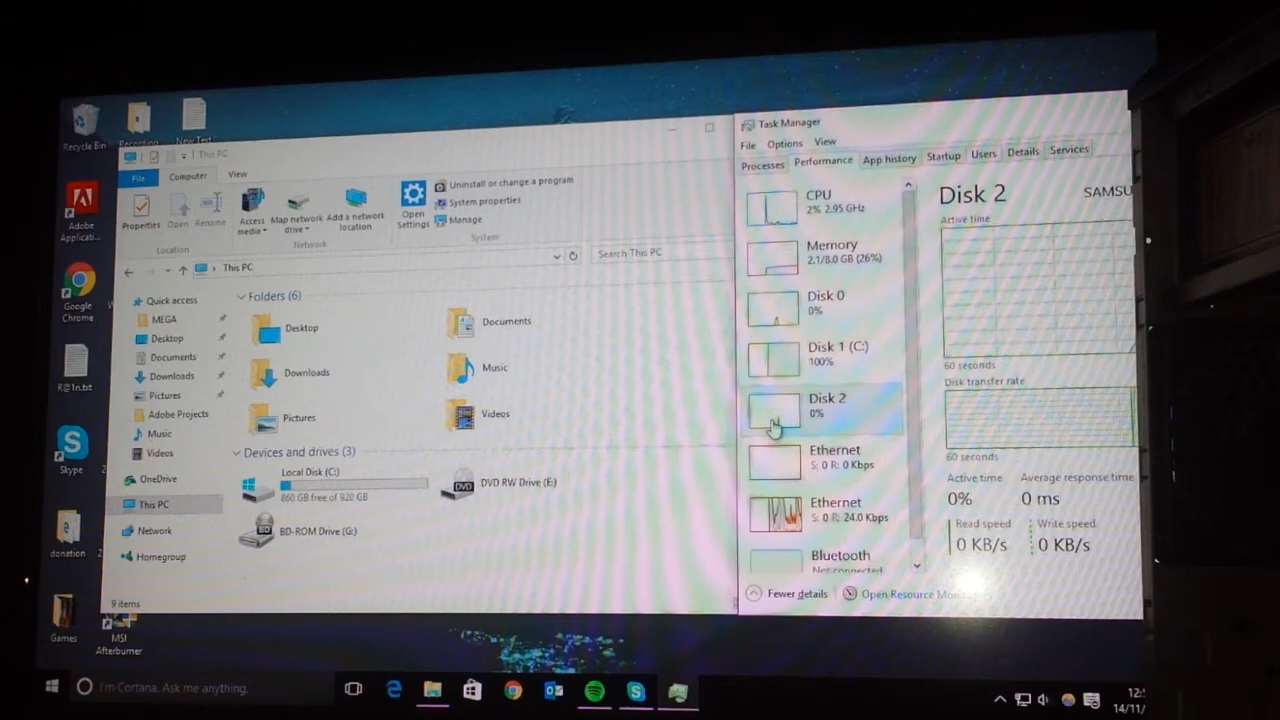 Recycle Bin
Recording
New Text
Adobe
Applicati...
Google
Chrome
R@1n.txt
Skype
donation
Games
MSI
Afterburner
This PC
File
Computer
View
Properties
Open
Rename
Access
media
Map network
drive
Add a network
location
Open
Settings
Uninstall or change a program
System properties
Manage
Location
Network
System
This PC
Search This PC
Quick access
MEGA
Desktop
Documents
Downloads
Pictures
Adobe Projects
Music
Videos
OneDrive
This PC
Network
Homegroup
Folders (6)
Desktop
Documents
Downloads
Music
Pictures
Videos
Devices and drives (3)
Local Disk (C:)
860 GB free of 920 GB
DVD
DVD RW Drive (E:)
BD
BD-ROM Drive (G:)
9 items
Task Manager
File Options View
Processes Performance App history Startup Users Details Services
CPU
2% 2.95 GHz
Memory
2.1/8.0 GB (26%)
Disk 0
0%
Disk 1 (C:)
100%
Disk 2
0%
Ethernet
S: 0 R: 0 Kbps
Ethernet
S: 0 R: 24.0 Kbps
Bluetooth
Not connected
Disk 2
SAMSU
Active time
60 seconds
Disk transfer rate
60 seconds
Active time
0%
Average response time
0 ms
Read speed
0 KB/s
Write speed
0 KB/s
Fewer details
Open Resource Moni
I'm Cortana. Ask me anything.
12:
14/11/